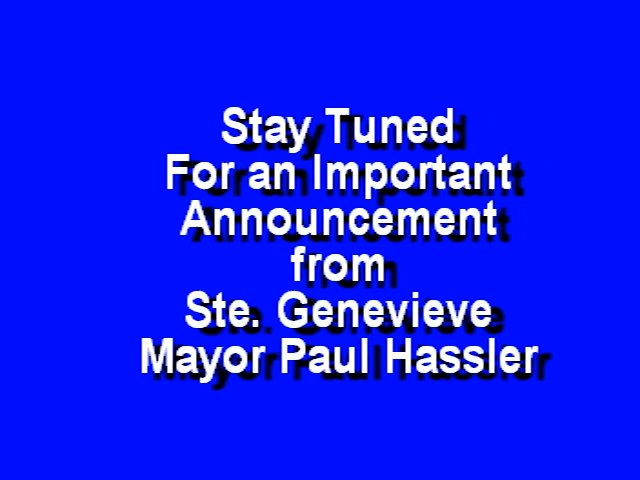 Stay Tuned
For an Important
Announcement
from
Ste. Genevieve
Mayor Paul Hassler